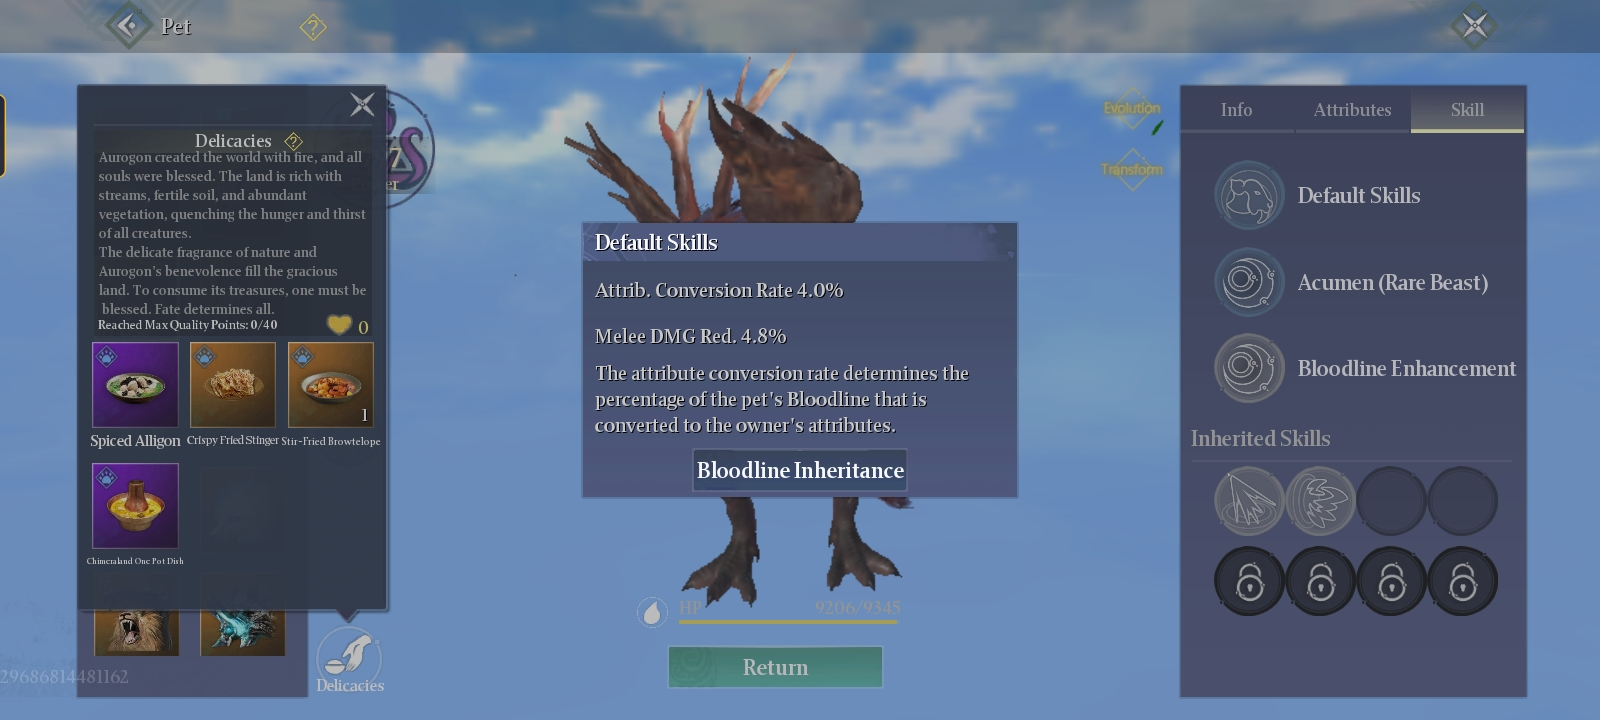 Pet
?
Delicacies ?
Aurogon created the world with fire, and all
souls were blessed. The land is rich with
streams, fertile soil, and abundant
vegetation, quenching the hunger and thirst
of all creatures.
The delicate fragrance of nature and
Aurogon's benevolence fill the gracious
land. To consume its treasures, one must be
blessed. Fate determines all.
Reached Max Quality Points: 0/40
0
1
Spiced Alligon
Crispy Fried Stinger
Stir-Fried Browtelope
Chimeraland One Pot Dish
29686814481162
Delicacies
Default Skills
Attrib. Conversion Rate 4.0%
Melee DMG Red. 4.8%
The attribute conversion rate determines the
percentage of the pet's Bloodline that is
converted to the owner's attributes.
Bloodline Inheritance
HP 9206/9345
Return
Evolution
Transform
Info Attributes Skill
Default Skills
Acumen (Rare Beast)
Bloodline Enhancement
Inherited Skills